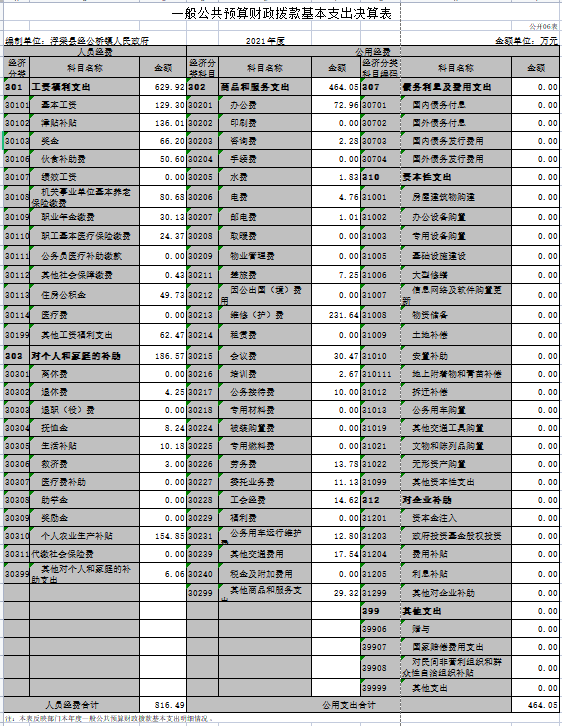 一般公共预算财政拨款基本支出决算表
公开06表
编制单位：浮梁县经公桥镇人民政府 2021年度 金额单位：万元
人员经费 公用经费
经济分类 科目名称 金额 经济分类科目 科目名称 金额 经济分类科目编码 科目名称 金额
301 工资福利支出 629.92 302 商品和服务支出 464.05 307 债务利息及费用支出 0.00
30101 基本工资 129.30 30201 办公费 72.96 30701 国内债务付息 0.00
30102 津贴补贴 136.01 30202 印刷费 0.00 30702 国外债务付息 0.00
30103 奖金 66.20 30203 咨询费 2.28 30703 国内债务发行费用 0.00
30106 伙食补助费 50.60 30204 手续费 0.00 30704 国外债务发行费用 0.00
30107 绩效工资 0.00 30205 水费 1.83 310 资本性支出 0.00
30108 机关事业单位基本养老保险缴费 80.68 30206 电费 4.76 31001 房屋建筑物购建 0.00
30109 职业年金缴费 30.13 30207 邮电费 1.01 31002 办公设备购置 0.00
30110 职工基本医疗保险缴费 24.37 30208 取暖费 0.00 31003 专用设备购置 0.00
30111 公务员医疗补助缴款 0.00 30209 物业管理费 0.00 31005 基础设施建设 0.00
30112 其他社会保障缴费 0.43 30211 差旅费 7.25 31006 大型修缮 0.00
30113 住房公积金 49.73 30212 因公出国（境）费用 0.00 31007 信息网络及软件购置更新 0.00
30114 医疗费 0.00 30213 维修（护）费 231.64 31008 物资储备 0.00
30199 其他工资福利支出 62.47 30214 租赁费 0.00 31009 土地补偿 0.00
303 对个人和家庭的补助 186.57 30215 会议费 30.47 31010 安置补助 0.00
30301 离休费 0.00 30216 培训费 2.67 310111 地上附着物和青苗补偿 0.00
30302 退休费 4.25 30217 公务接待费 10.00 31012 拆迁补偿 0.00
30303 退职（役）费 0.00 30218 专用材料费 0.00 31013 公务用车购置 0.00
30304 抚恤金 8.24 30224 被装购置费 0.00 31019 其他交通工具购置 0.00
30305 生活补贴 10.18 30225 专用燃料费 0.00 31021 文物和陈列品购置 0.00
30306 救济费 3.00 30226 劳务费 13.78 31022 无形资产购置 0.00
30307 医疗费补助 0.00 30227 委托业务费 11.13 31099 其他资本性支出 0.00
30308 助学金 0.00 30228 工会经费 14.62 312 对企业补助 0.00
30309 奖励金 0.00 30229 福利费 0.00 31201 资本金注入 0.00
30310 个人农业生产补贴 154.85 30231 公务用车运行维护费 12.80 31203 政府投资基金股权投资 0.00
30311 代缴社会保险费 0.00 30239 其他交通费用 17.54 31204 费用补贴 0.00
30399 其他对个人和家庭的补助支出 6.06 30240 税金及附加费用 0.00 31205 利息补贴 0.00
30299 其他商品和服务支出 29.32 31299 其他对企业补助 0.00
399 其他支出 0.00
39906 赠与 0.00
39907 国家赔偿费用支出 0.00
39908 对民间非营利组织和群众性自治组织补贴 0.00
39999 其他支出 0.00
人员经费合计 816.49 公用支出合计 464.05
注：本表反映部门本年度一般公共预算财政拨款基本支出明细情况。